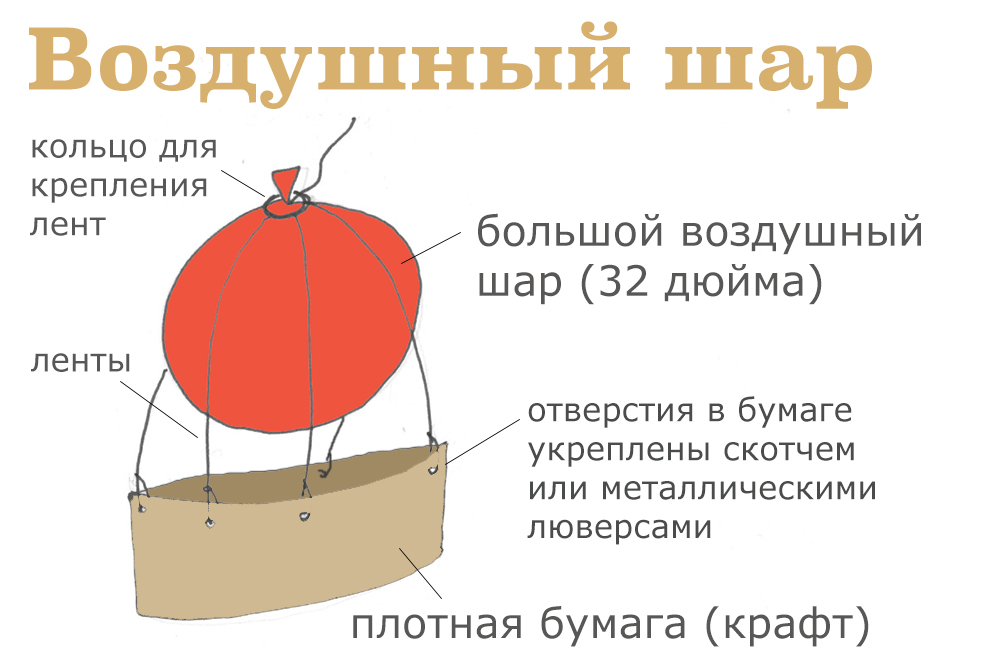 Воздушный шар
кольцо для
крепления
лент
большой воздушный
шар (32 дюйма)
ленты
отверстия в бумаге
укреплены скотчем
или металлическими
люверсами
плотная бумага (крафт)